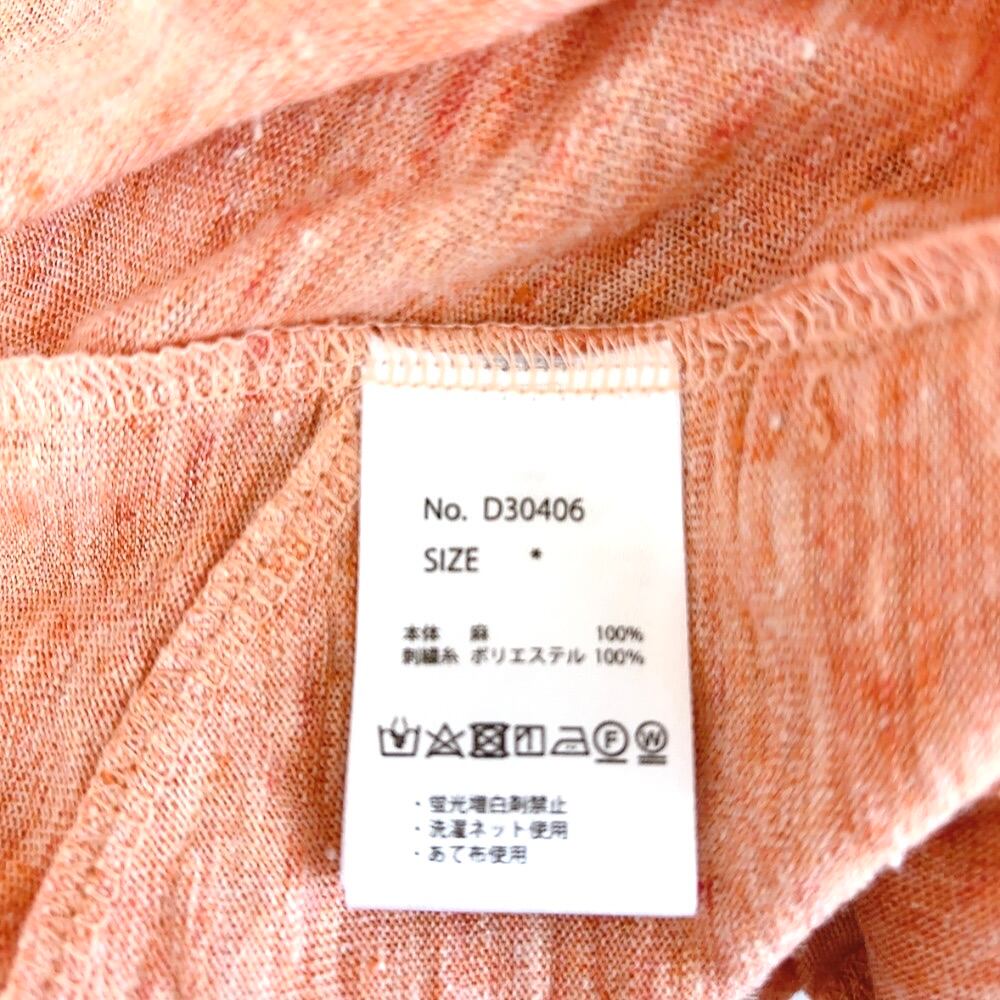 No. D30406
SIZE *
本体 麻 100%
刺繍糸 ポリエステル 100%
F W
・蛍光増白剤禁止
・洗濯ネット使用
・あて布使用